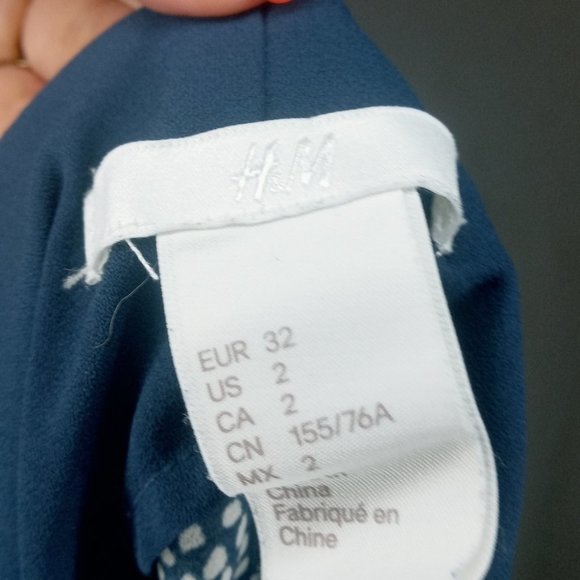 H&M
EUR 32
US 2
CA 2
CN 155/76A
MX 2
China
Fabriqué en
Chine